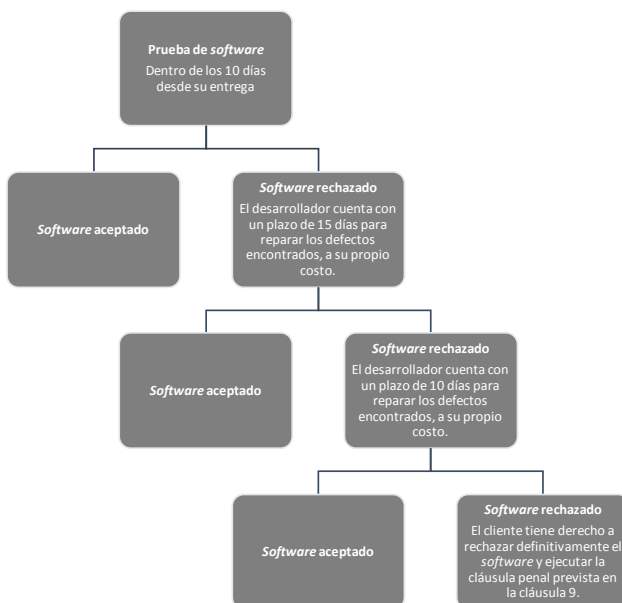 Prueba de software
Dentro de los 10 días
desde su entrega
Software aceptado
Software rechazado
El desarrollador cuenta con
un plazo de 15 días para
reparar los defectos
encontrados, a su propio
costo.
Software aceptado
Software rechazado
El desarrollador cuenta con
un plazo de 10 días para
reparar los defectos
encontrados, a su propio
costo.
Software aceptado
Software rechazado
El cliente tiene derecho a
rechazar definitivamente el
software y ejecutar la
cláusula penal prevista en
la cláusula 9.